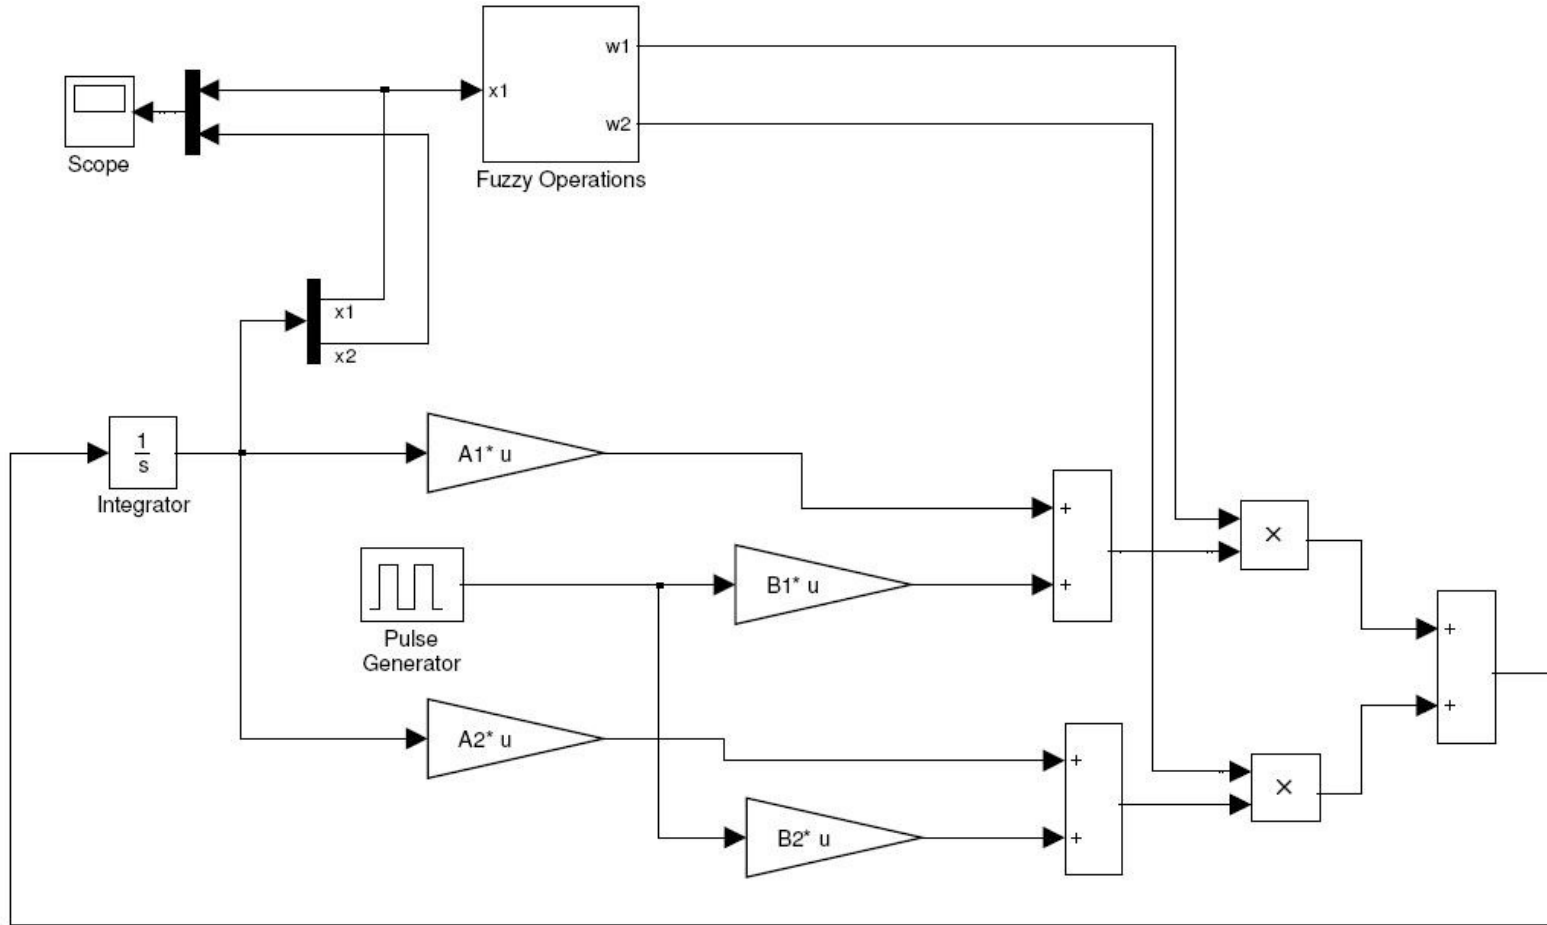 w1
x1
w2
Fuzzy Operations
Scope
x1
x2
1
s
Integrator
A1* u
+
×
B1* u
+
Pulse
Generator
+
A2* u
+
+
×
B2* u
+